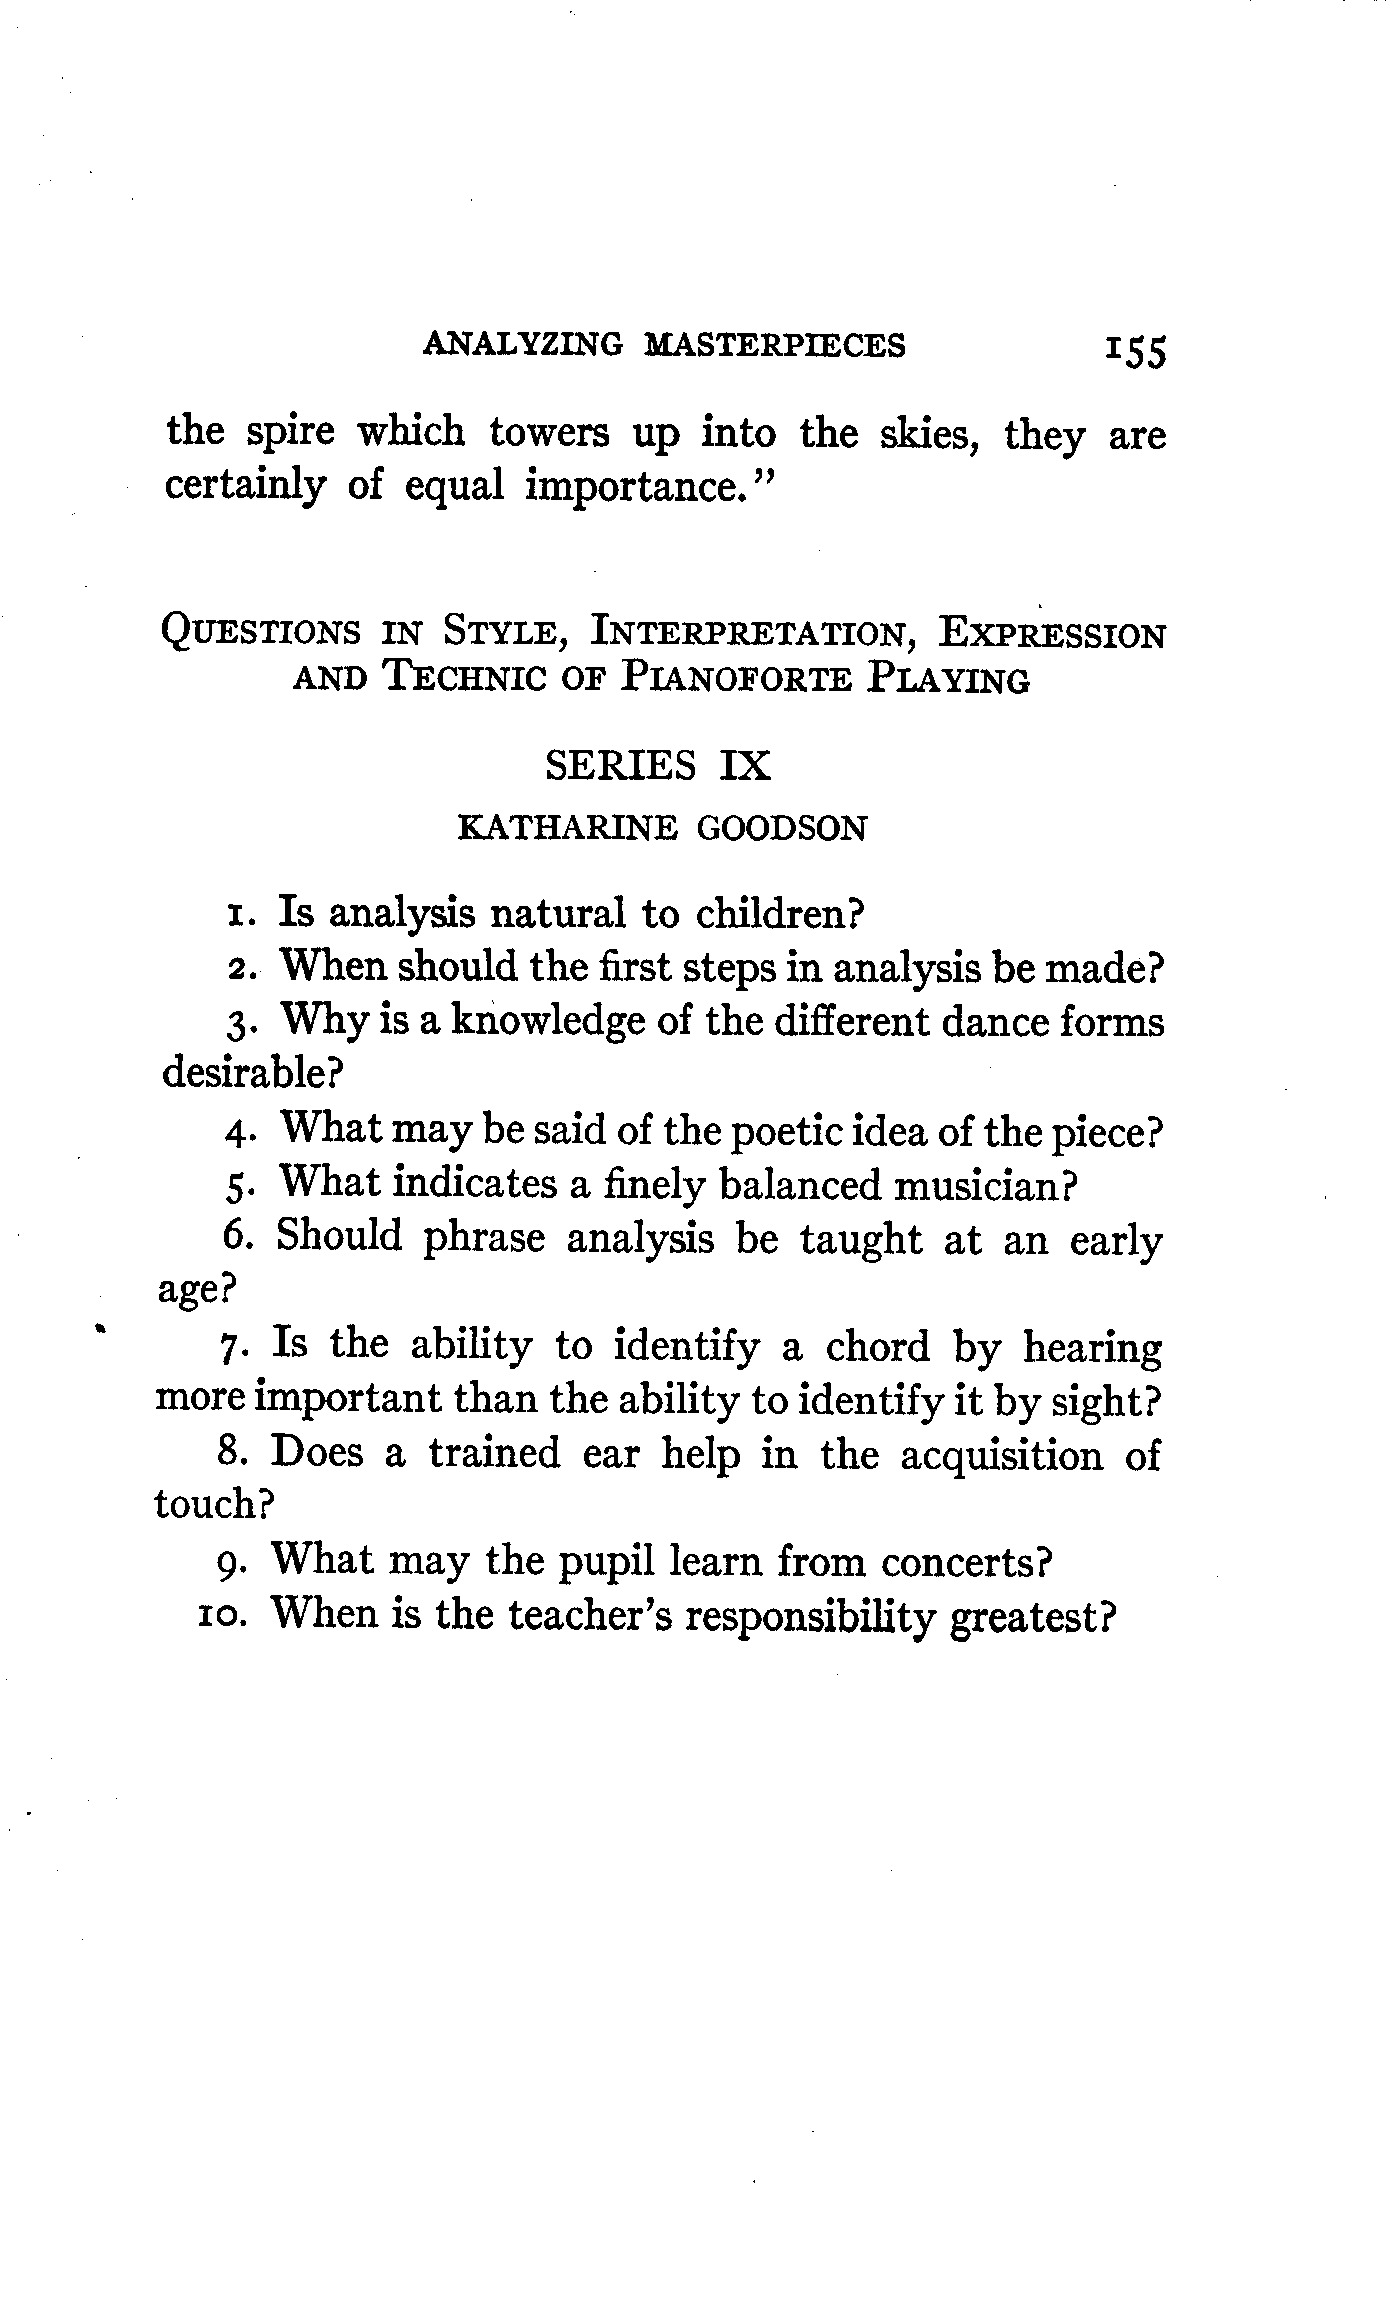 ANALYZING MASTERPIECES 155
the spire which towers up into the skies, they are
certainly of equal importance."
QUESTIONS IN STYLE, INTERPRETATION, EXPRESSION
AND TECHNIC OF PIANOFORTE PLAYING
SERIES IX
KATHARINE GOODSON
1. Is analysis natural to children?
2. When should the first steps in analysis be made?
3. Why is a knowledge of the different dance forms
desirable?
4. What may be said of the poetic idea of the piece?
5. What indicates a finely balanced musician?
6. Should phrase analysis be taught at an early
age?
7. Is the ability to identify a chord by hearing
more important than the ability to identify it by sight?
8. Does a trained ear help in the acquisition of
touch?
9. What may the pupil learn from concerts?
10. When is the teacher's responsibility greatest?